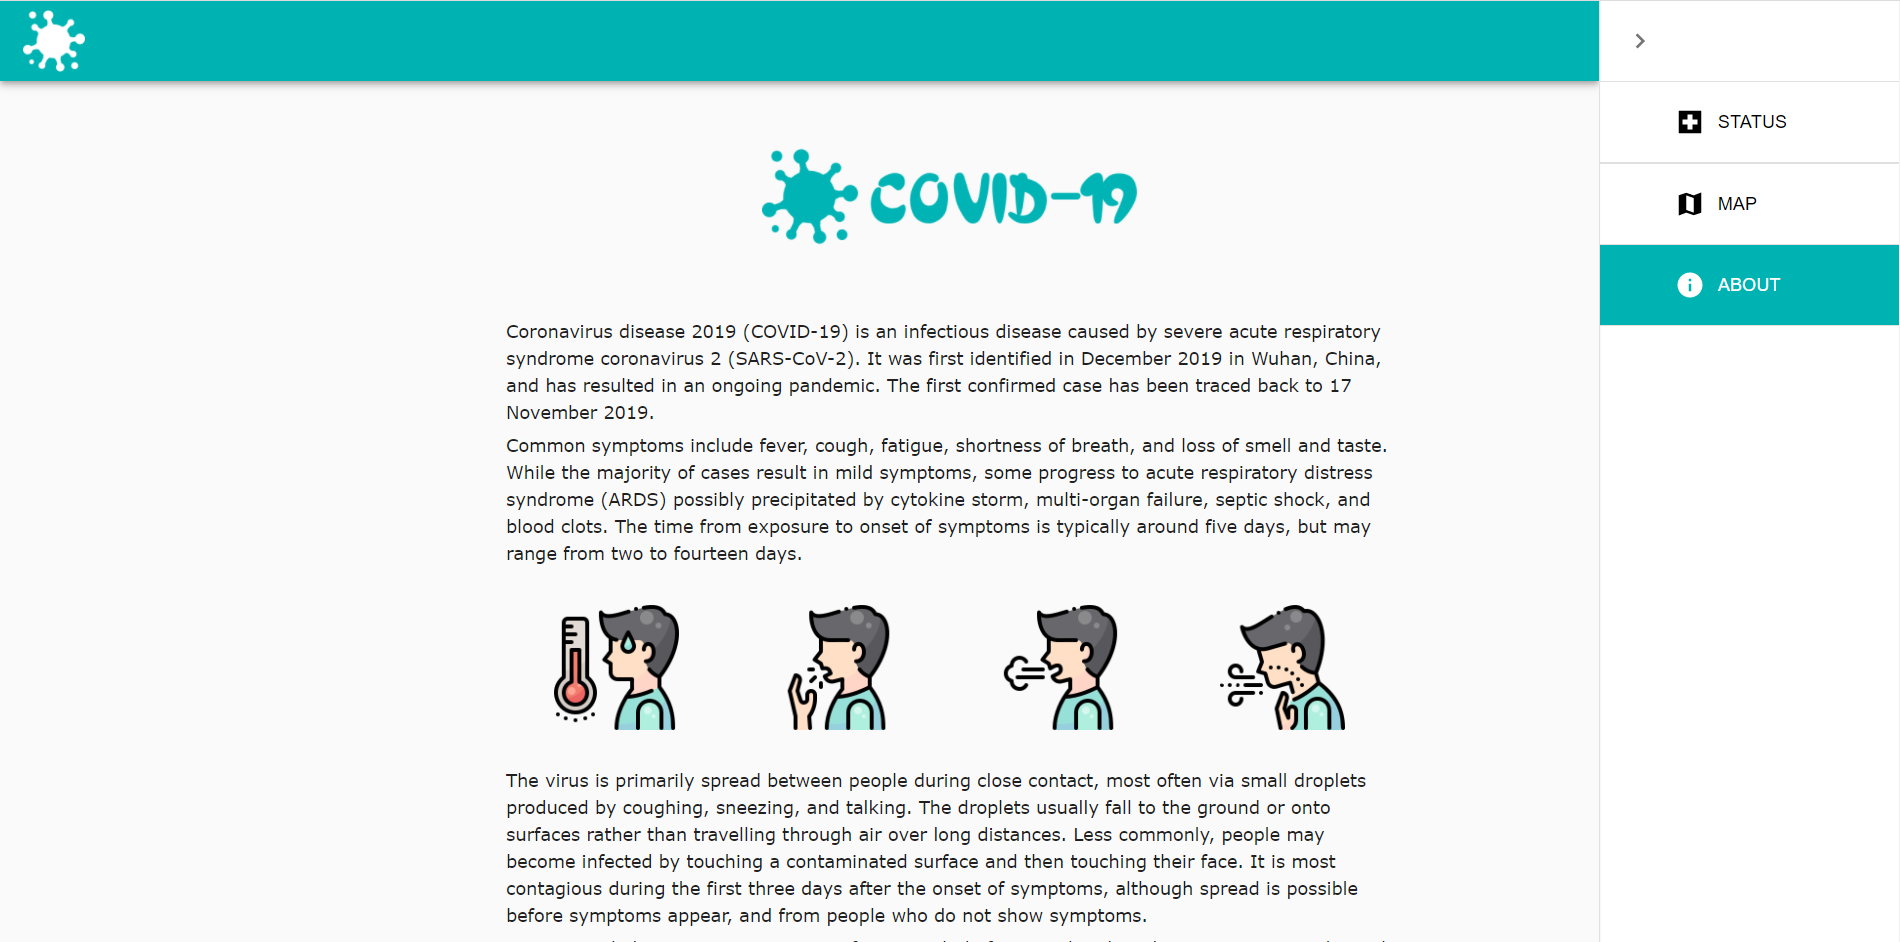 STATUS
MAP
ABOUT
COVID-19
Coronavirus disease 2019 (COVID-19) is an infectious disease caused by severe acute respiratory
syndrome coronavirus 2 (SARS-CoV-2). It was first identified in December 2019 in Wuhan, China,
and has resulted in an ongoing pandemic. The first confirmed case has been traced back to 17
November 2019.
Common symptoms include fever, cough, fatigue, shortness of breath, and loss of smell and taste.
While the majority of cases result in mild symptoms, some progress to acute respiratory distress
syndrome (ARDS) possibly precipitated by cytokine storm, multi-organ failure, septic shock, and
blood clots. The time from exposure to onset of symptoms is typically around five days, but may
range from two to fourteen days.
The virus is primarily spread between people during close contact, most often via small droplets
produced by coughing, sneezing, and talking. The droplets usually fall to the ground or onto
surfaces rather than travelling through air over long distances. Less commonly, people may
become infected by touching a contaminated surface and then touching their face. It is most
contagious during the first three days after the onset of symptoms, although spread is possible
before symptoms appear, and from people who do not show symptoms.